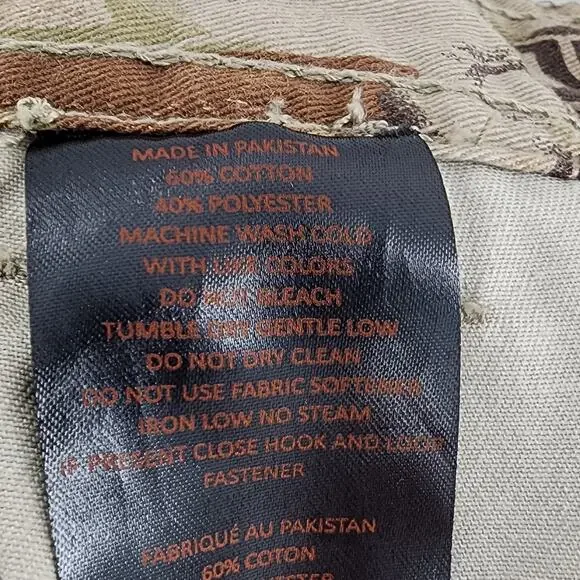 MADE IN PAKISTAN
60% COTTON
40% POLYESTER
MACHINE WASH COLD
WITH LIKE COLORS
DO NOT BLEACH
TUMBLE DRY GENTLE LOW
DO NOT DRY CLEAN
DO NOT USE FABRIC SOFTENER
IRON LOW NO STEAM
IF PRESENT CLOSE HOOK AND LOOP
FASTENER
FABRIQUÉ AU PAKISTAN
60% COTON